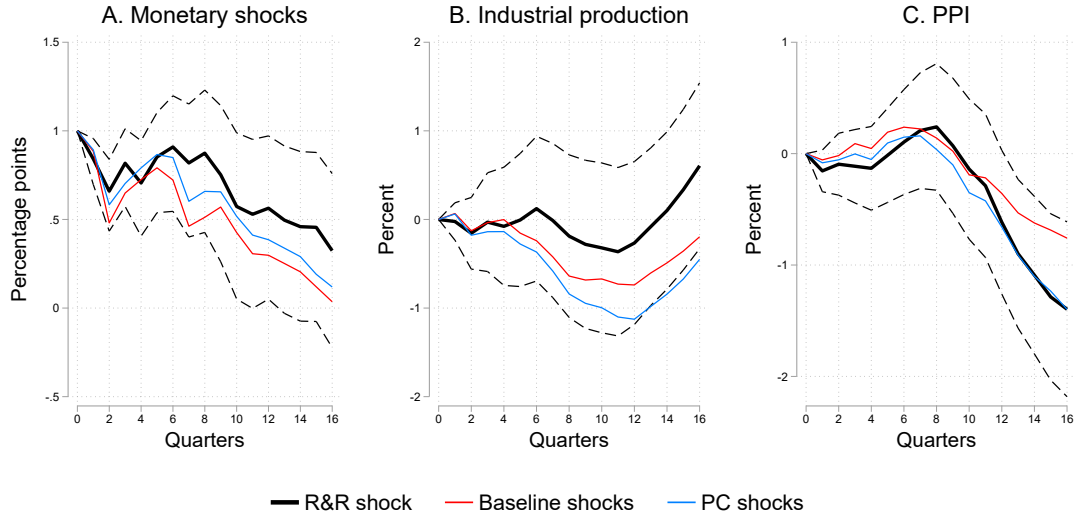 A. Monetary shocks
B. Industrial production
C. PPI
Percentage points
1.5
1
.5
0
-.5
0 2 4 6 8 10 12 14 16
Quarters
Percent
2
1
0
-1
-2
0 2 4 6 8 10 12 14 16
Quarters
Percent
1
0
-1
-2
0 2 4 6 8 10 12 14 16
Quarters
R&R shock Baseline shocks PC shocks